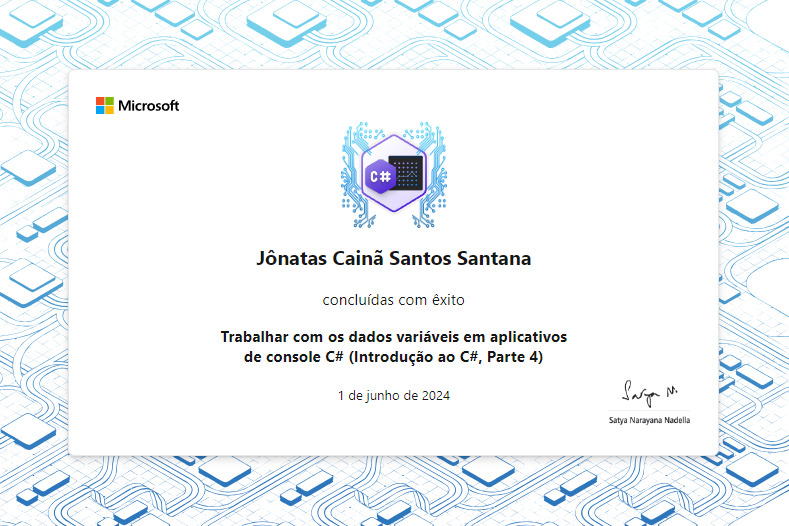 Microsoft
C#
Jônatas Cainã Santos Santana
concluídas com êxito
Trabalhar com os dados variáveis em aplicativos
de console C# (Introdução ao C#, Parte 4)
1 de junho de 2024
Satya N.
Satya Narayana Nadella